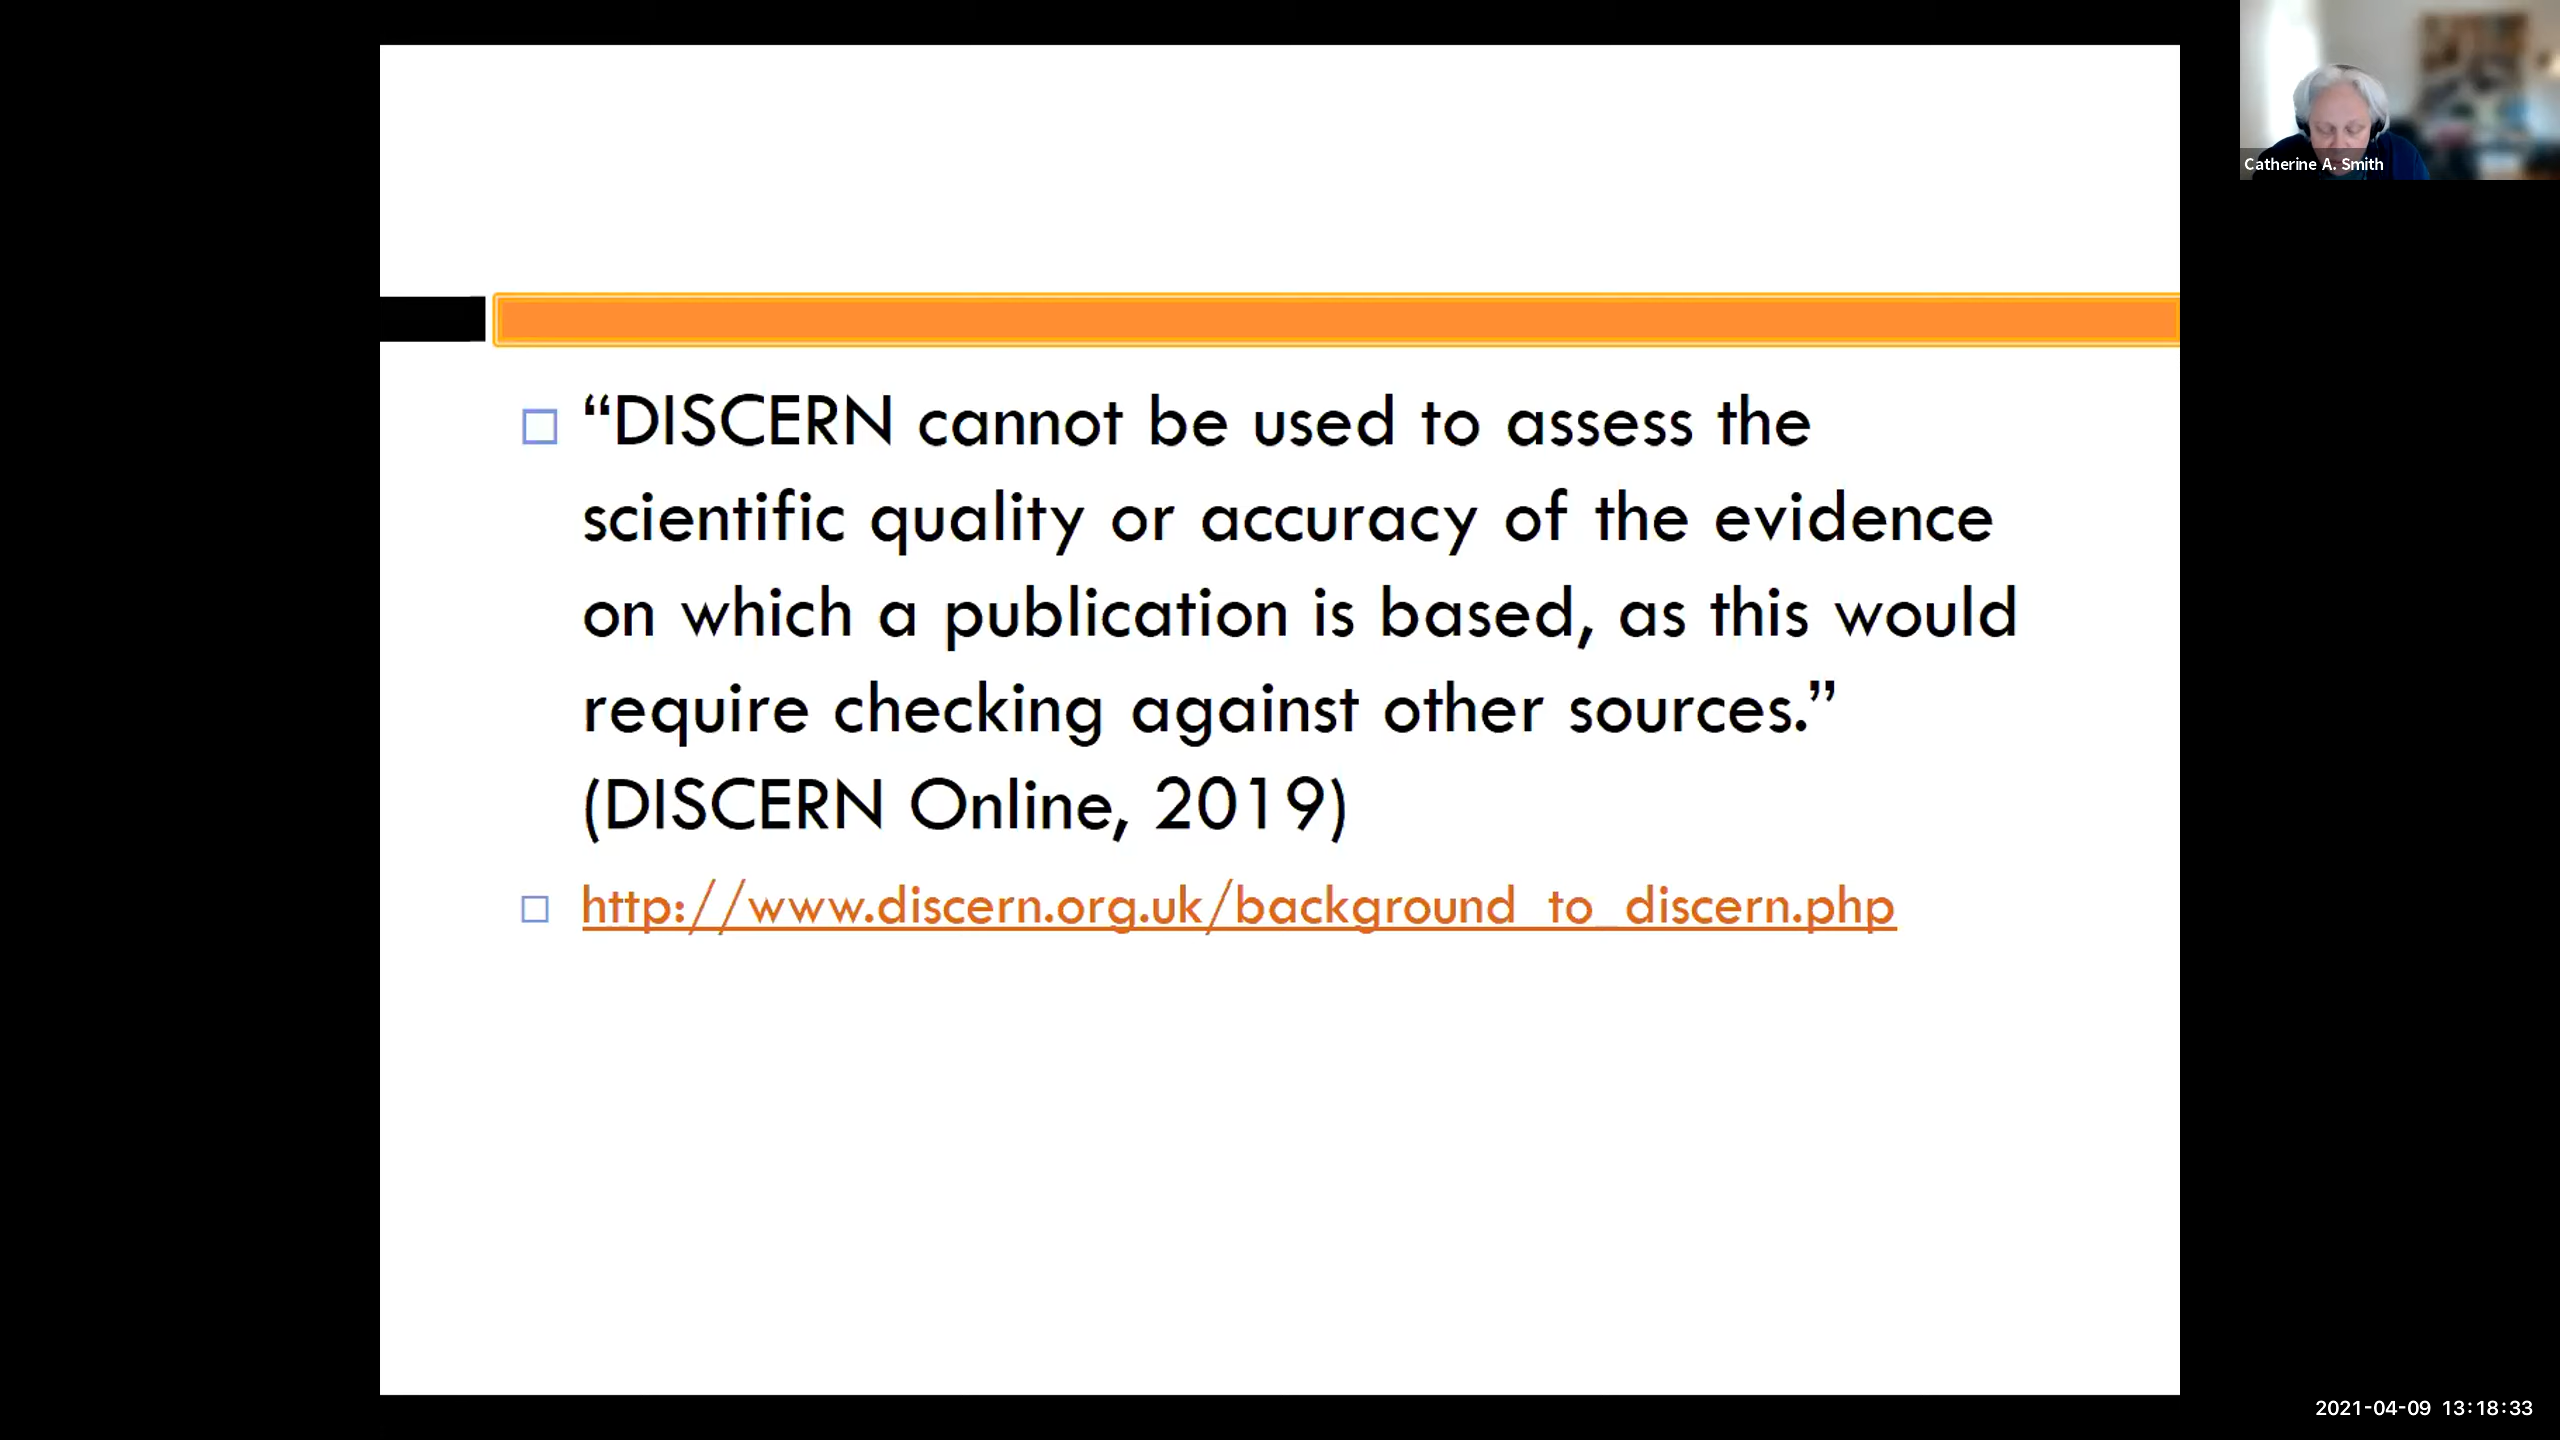 “DISCERN cannot be used to assess the
scientific quality or accuracy of the evidence
on which a publication is based, as this would
require checking against other sources.”
(DISCERN Online, 2019)
http://www.discern.org.uk/background_to_discern.php
Catherine A. Smith
2021-04-09 13:18:33